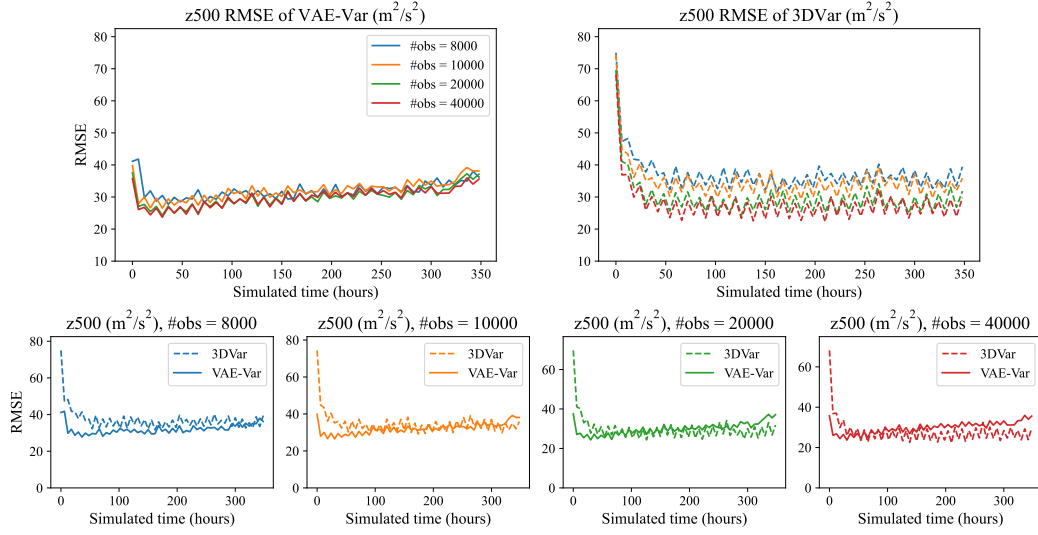 z500 RMSE of VAE-Var (m²/s²)
80
70
60
50
40
30
20
10
RMSE
#obs = 8000
#obs = 10000
#obs = 20000
#obs = 40000
0 50 100 150 200 250 300 350
Simulated time (hours)
z500 RMSE of 3DVar (m²/s²)
80
70
60
50
40
30
20
10
0 50 100 150 200 250 300 350
Simulated time (hours)
z500 (m²/s²), #obs = 8000
80
60
40
20
0
RMSE
3DVar
VAE-Var
0 100 200 300
Simulated time (hours)
z500 (m²/s²), #obs = 10000
80
60
40
20
0
3DVar
VAE-Var
0 100 200 300
Simulated time (hours)
z500 (m²/s²), #obs = 20000
80
60
40
20
0
3DVar
VAE-Var
0 100 200 300
Simulated time (hours)
z500 (m²/s²), #obs = 40000
80
60
40
20
0
3DVar
VAE-Var
0 100 200 300
Simulated time (hours)